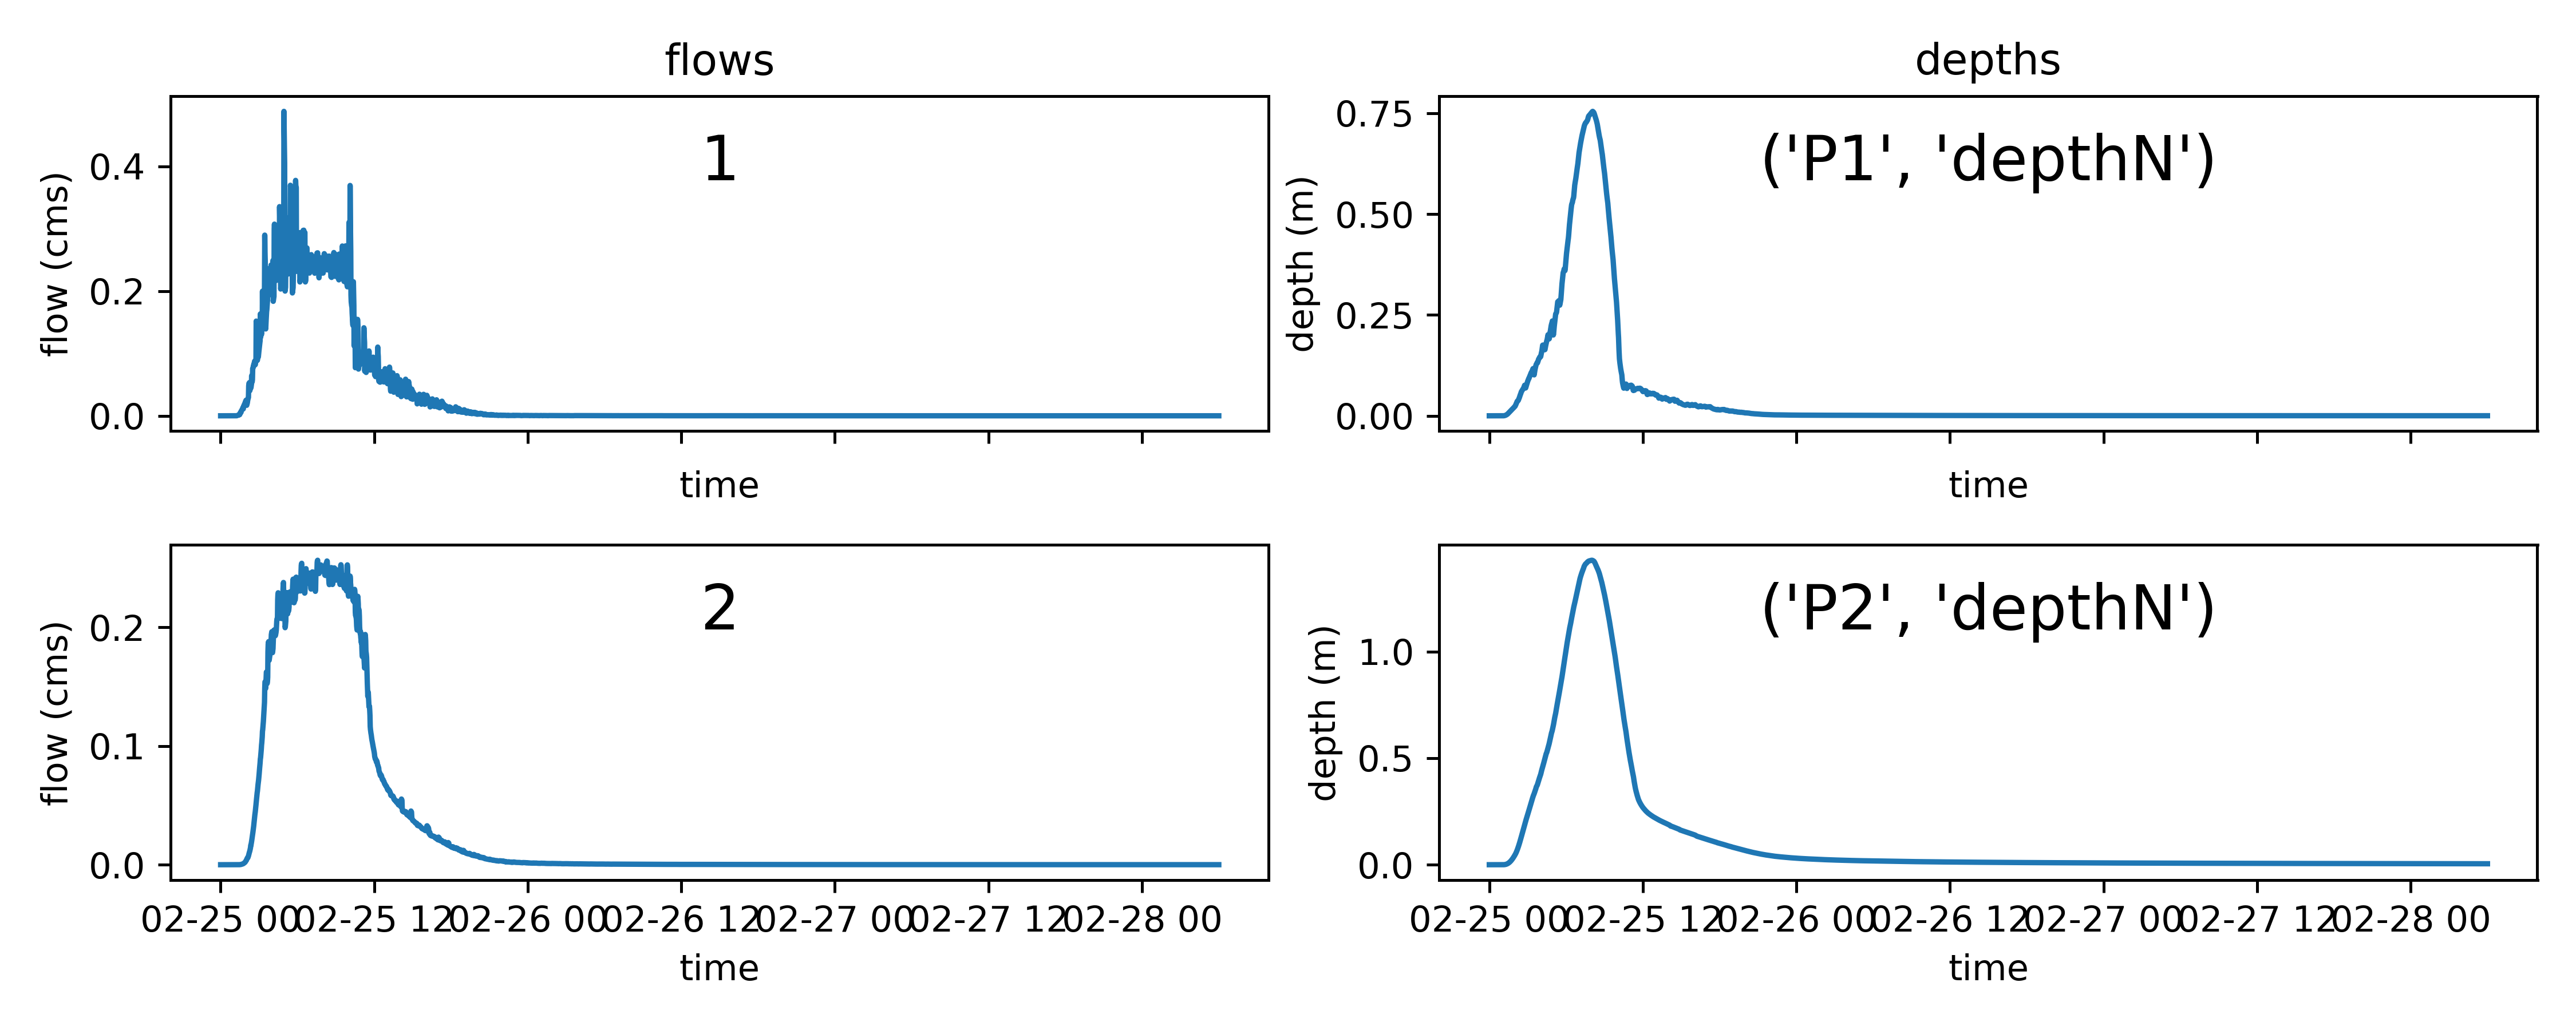 flows
depths
flow (cms)
0.4
0.2
0.0
1
time
depth (m)
0.75
0.50
0.25
0.00
('P1', 'depthN')
time
flow (cms)
0.2
0.1
0.0
2
02-25 00 02-25 12 02-26 00 02-26 12 02-27 00 02-27 12 02-28 00
time
depth (m)
1.0
0.5
0.0
('P2', 'depthN')
02-25 00 02-25 12 02-26 00 02-26 12 02-27 00 02-27 12 02-28 00
time